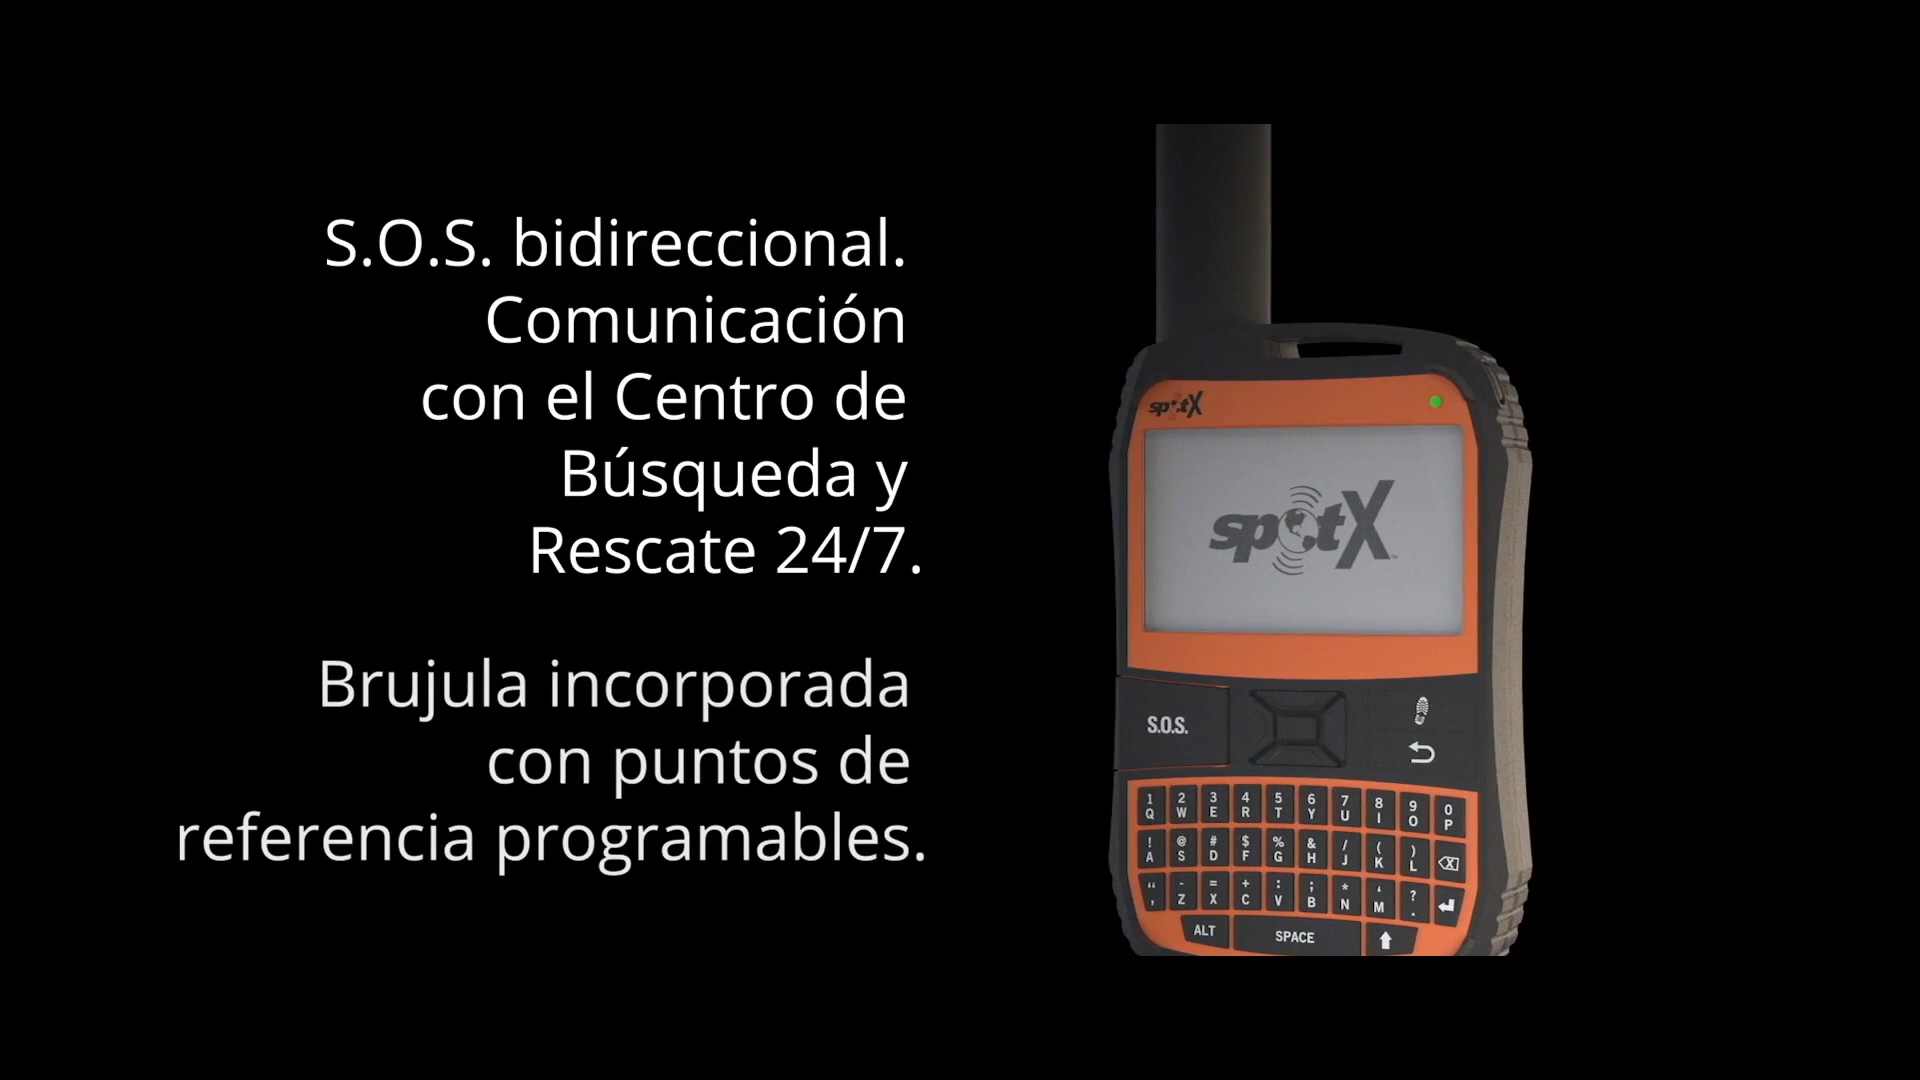 S.O.S. bidireccional.
Comunicación
con el Centro de
Búsqueda y
Rescate 24/7.
Brujula incorporada
con puntos de
referencia programables.
spotX
spotX
S.O.S.
1 2 3 4 5 6 7 8 9 0
Q W E R T Y U I O P
! @ # $ % & / ( )
A S D F G H J K L
“ - = + : ; * ‘ ?
, Z X C V B N M .
ALT SPACE